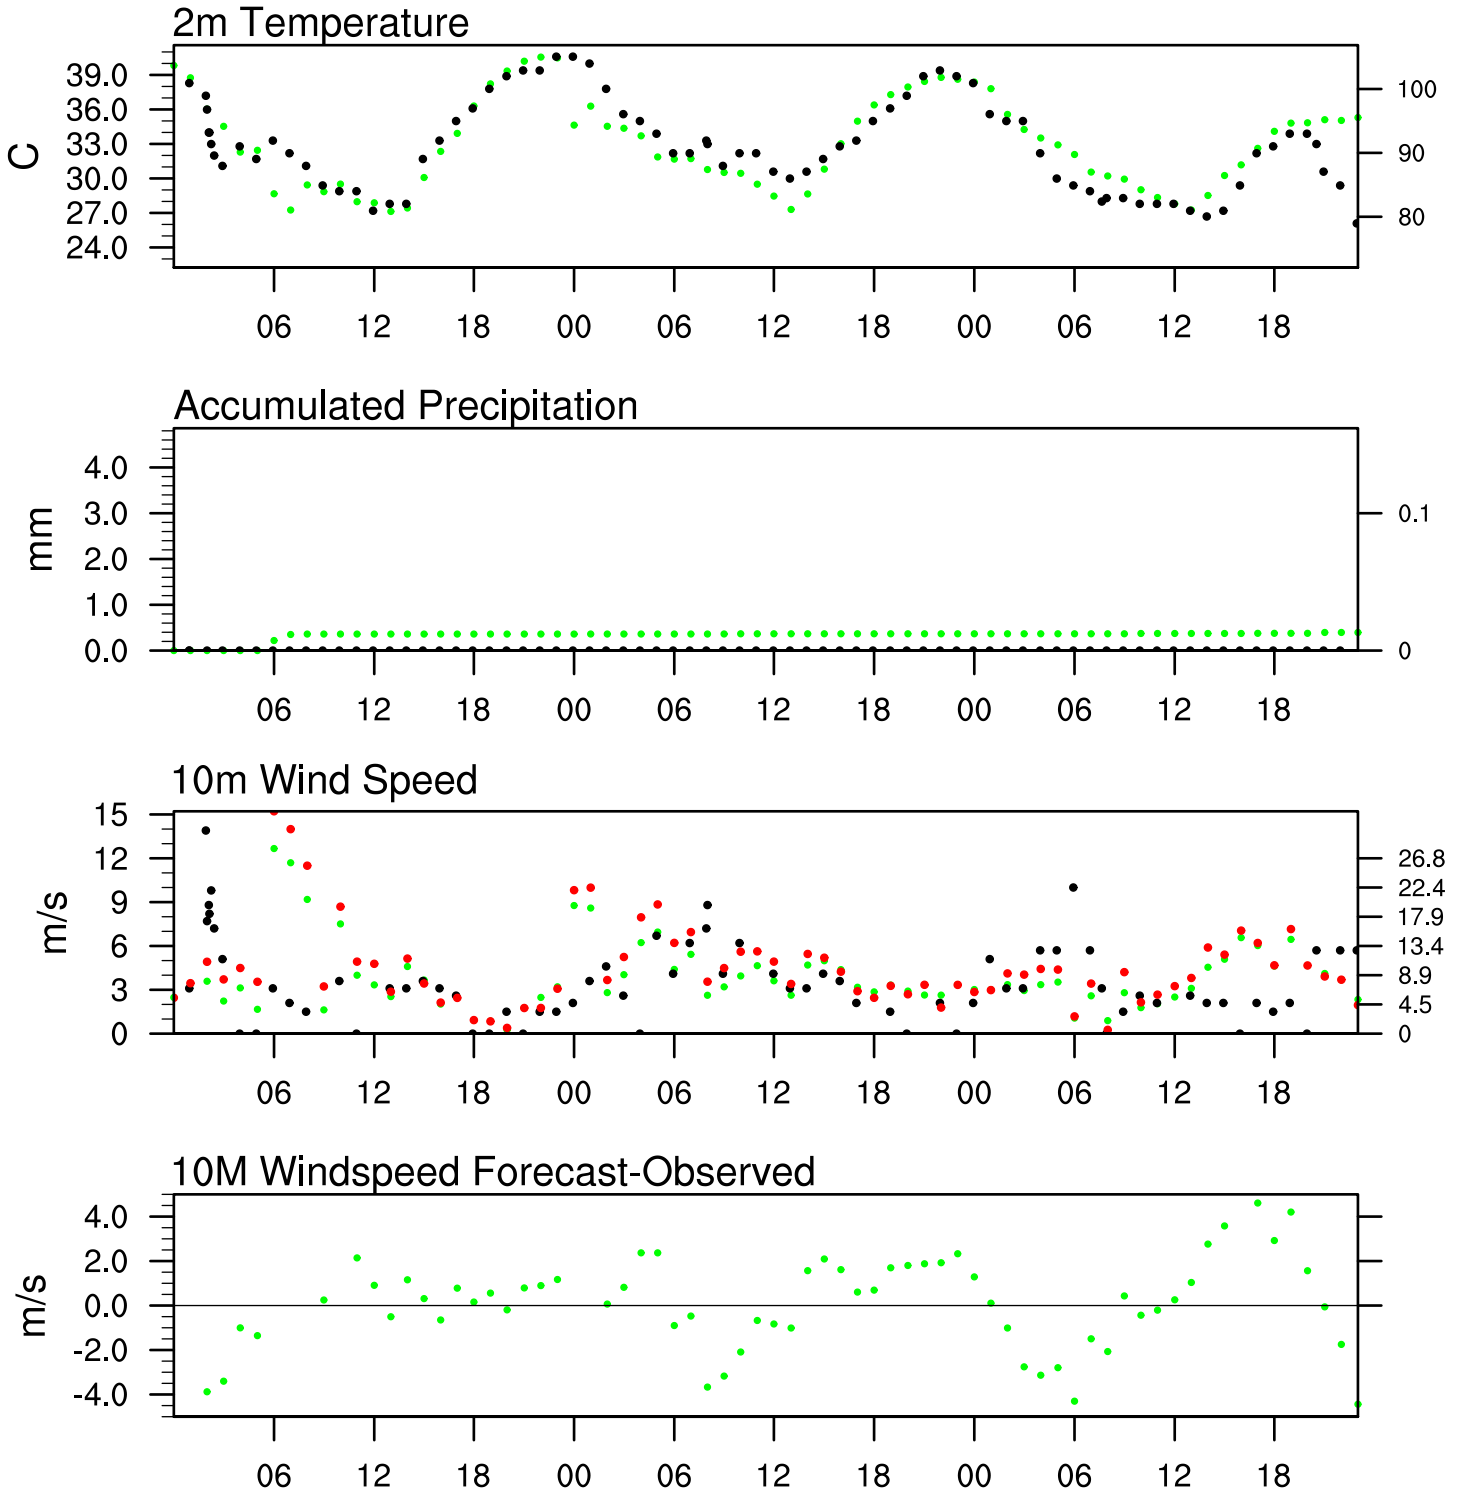 2m Temperature
39.0
36.0
33.0
30.0
27.0
24.0
C
100
90
80
06 12 18 00 06 12 18 00 06 12 18
Accumulated Precipitation
4.0
3.0
2.0
1.0
0.0
mm
0.1
0
06 12 18 00 06 12 18 00 06 12 18
10m Wind Speed
15
12
9
6
3
0
m/s
26.8
22.4
17.9
13.4
8.9
4.5
0
06 12 18 00 06 12 18 00 06 12 18
10M Windspeed Forecast-Observed
4.0
2.0
0.0
-2.0
-4.0
m/s
06 12 18 00 06 12 18 00 06 12 18